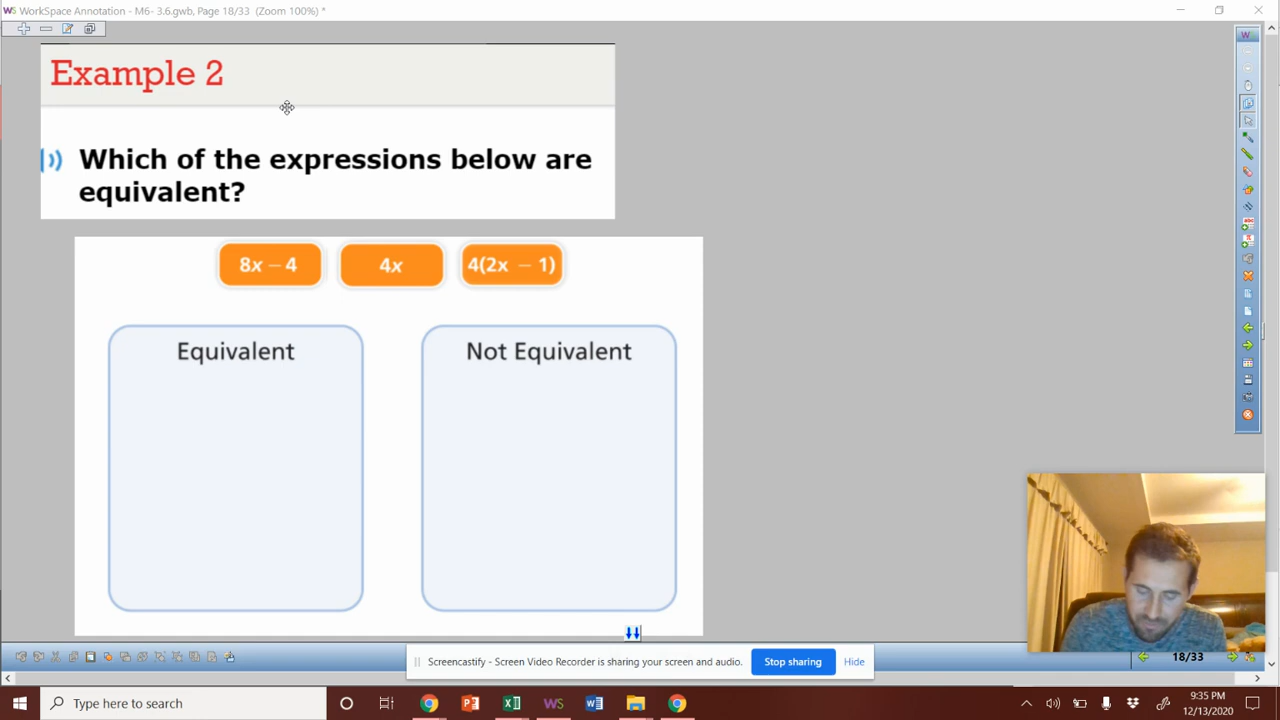 WS WorkSpace Annotation - M6- 3.6.gwb, Page 18/33 (Zoom 100%) *
Example 2
Which of the expressions below are
equivalent?
8x – 4
4x
4(2x – 1)
Equivalent
Not Equivalent
18/33
Screencastify - Screen Video Recorder is sharing your screen and audio.
Stop sharing
Hide
Type here to search
9:35 PM
12/13/2020